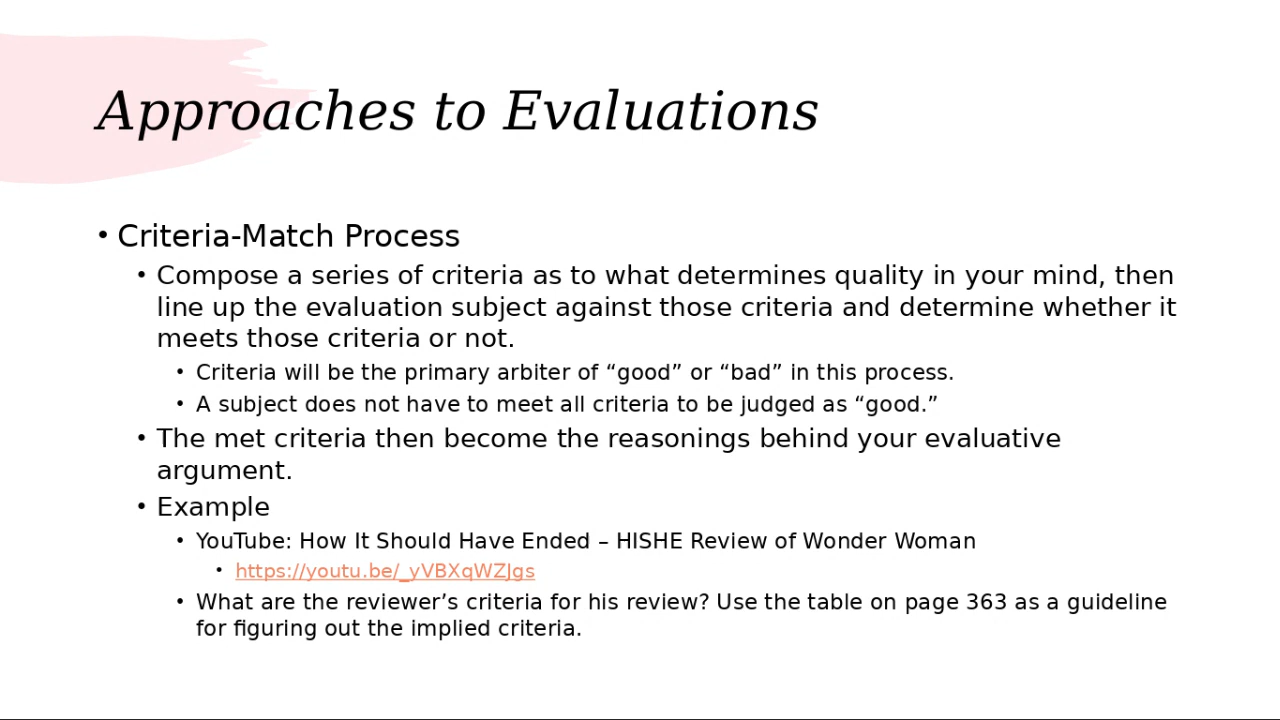 Approaches to Evaluations
• Criteria-Match Process
• Compose a series of criteria as to what determines quality in your mind, then
line up the evaluation subject against those criteria and determine whether it
meets those criteria or not.
• Criteria will be the primary arbiter of “good” or “bad” in this process.
• A subject does not have to meet all criteria to be judged as “good.”
• The met criteria then become the reasonings behind your evaluative
argument.
• Example
• YouTube: How It Should Have Ended – HISHE Review of Wonder Woman
• https://youtu.be/_yVBXqWZJgs
• What are the reviewer’s criteria for his review? Use the table on page 363 as a guideline
for figuring out the implied criteria.